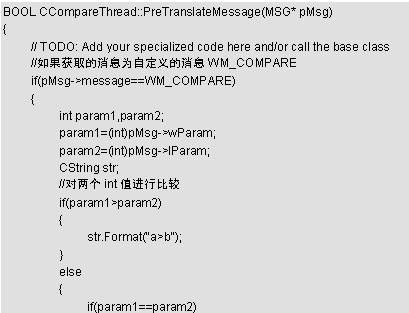 BOOL CCompareThread::PreTranslateMessage(MSG* pMsg)
{
// TODO: Add your specialized code here and/or call the base class
//如果获取的消息为自定义的消息 WM_COMPARE
if(pMsg->message==WM_COMPARE)
{
int param1,param2;
param1=(int)pMsg->wParam;
param2=(int)pMsg->lParam;
CString str;
//对两个 int 值进行比较
if(param1>param2)
{
str.Format("a>b");
}
else
{
if(param1==param2)